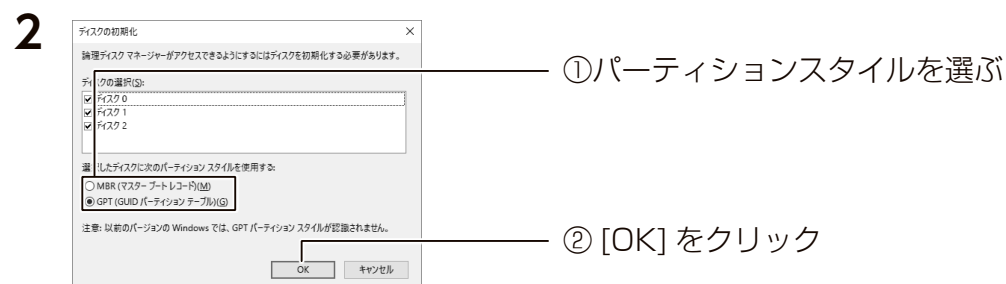 2
ディスクの初期化
論理ディスク マネージャーがアクセスできるようにするにはディスクを初期化する必要があります。
①パーティションスタイルを選ぶ
ディスクの選択(S):
ディスク 0
ディスク 1
ディスク 2
選択したディスクに次のパーティション スタイルを使用する:
MBR (マスター ブート レコード)(M)
GPT (GUID パーティション テーブル)(G)
注意: 以前のバージョンの Windows では、GPT パーティション スタイルが認識されません。
② [OK] をクリック
OK
キャンセル